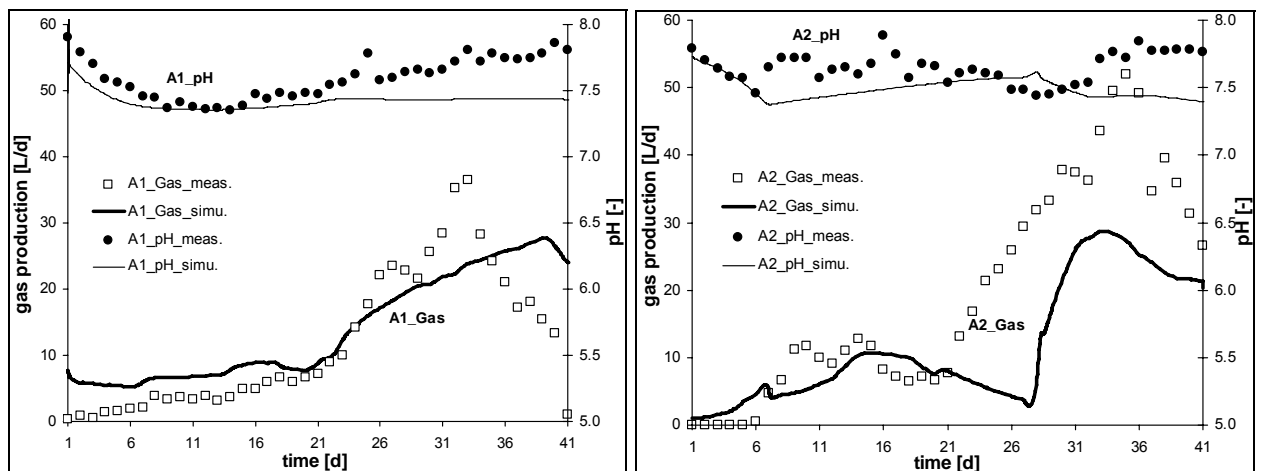 60
50
40
30
20
10
0
gas production [L/d]
8.0
7.5
7.0
6.5
6.0
5.5
5.0
pH [-]
A1_pH
A1_Gas_meas.
A1_Gas_simu.
A1_pH_meas.
A1_pH_simu.
A1_Gas
1 6 11 16 21 26 31 36 41
time [d]
60
50
40
30
20
10
0
gas production [L/d]
8.0
7.5
7.0
6.5
6.0
5.5
5.0
pH [-]
A2_pH
A2_Gas_meas.
A2_Gas_simu.
A2_pH_meas.
A2_pH_simu.
A2_Gas
1 6 11 16 21 26 31 36 41
time [d]